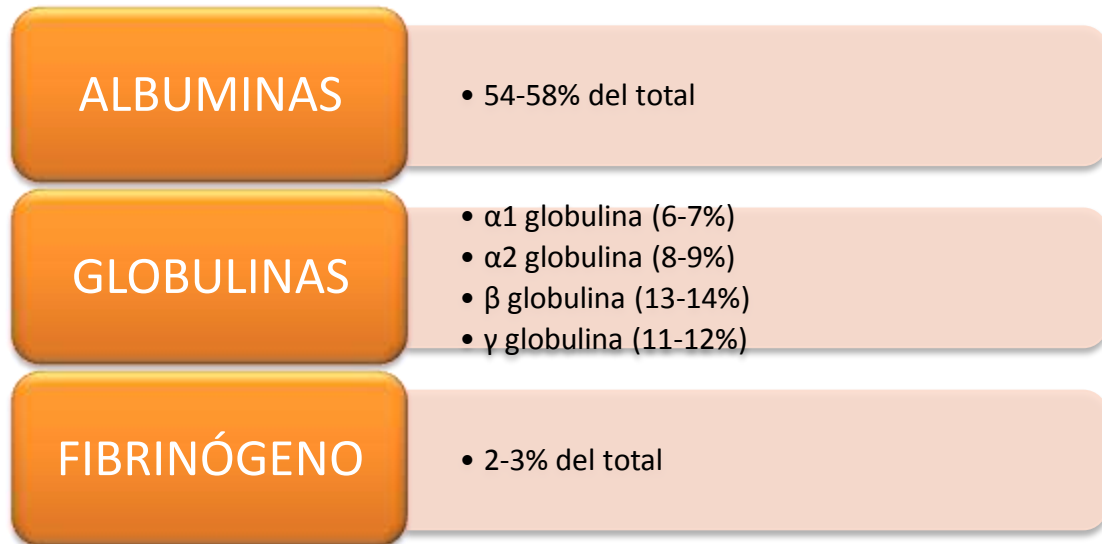 ALBUMINAS
• 54-58% del total
GLOBULINAS
• α1 globulina (6-7%)
• α2 globulina (8-9%)
• β globulina (13-14%)
• γ globulina (11-12%)
FIBRINÓGENO
• 2-3% del total